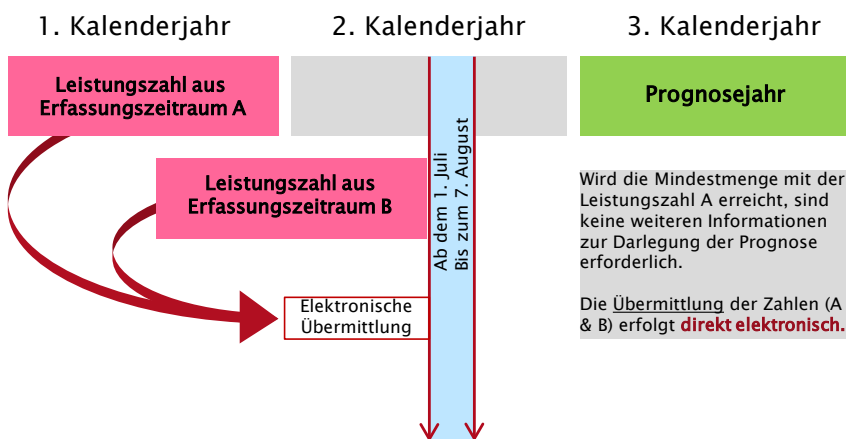 1. Kalenderjahr
2. Kalenderjahr
3. Kalenderjahr
Leistungszahl aus
Erfassungszeitraum A
Prognosejahr
Leistungszahl aus
Erfassungszeitraum B
Ab dem 1. Juli
Bis zum 7. August
Elektronische
Übermittlung
Wird die Mindestmenge mit der
Leistungszahl A erreicht, sind
keine weiteren Informationen
zur Darlegung der Prognose
erforderlich.
Die Übermittlung der Zahlen (A
& B) erfolgt direkt elektronisch.